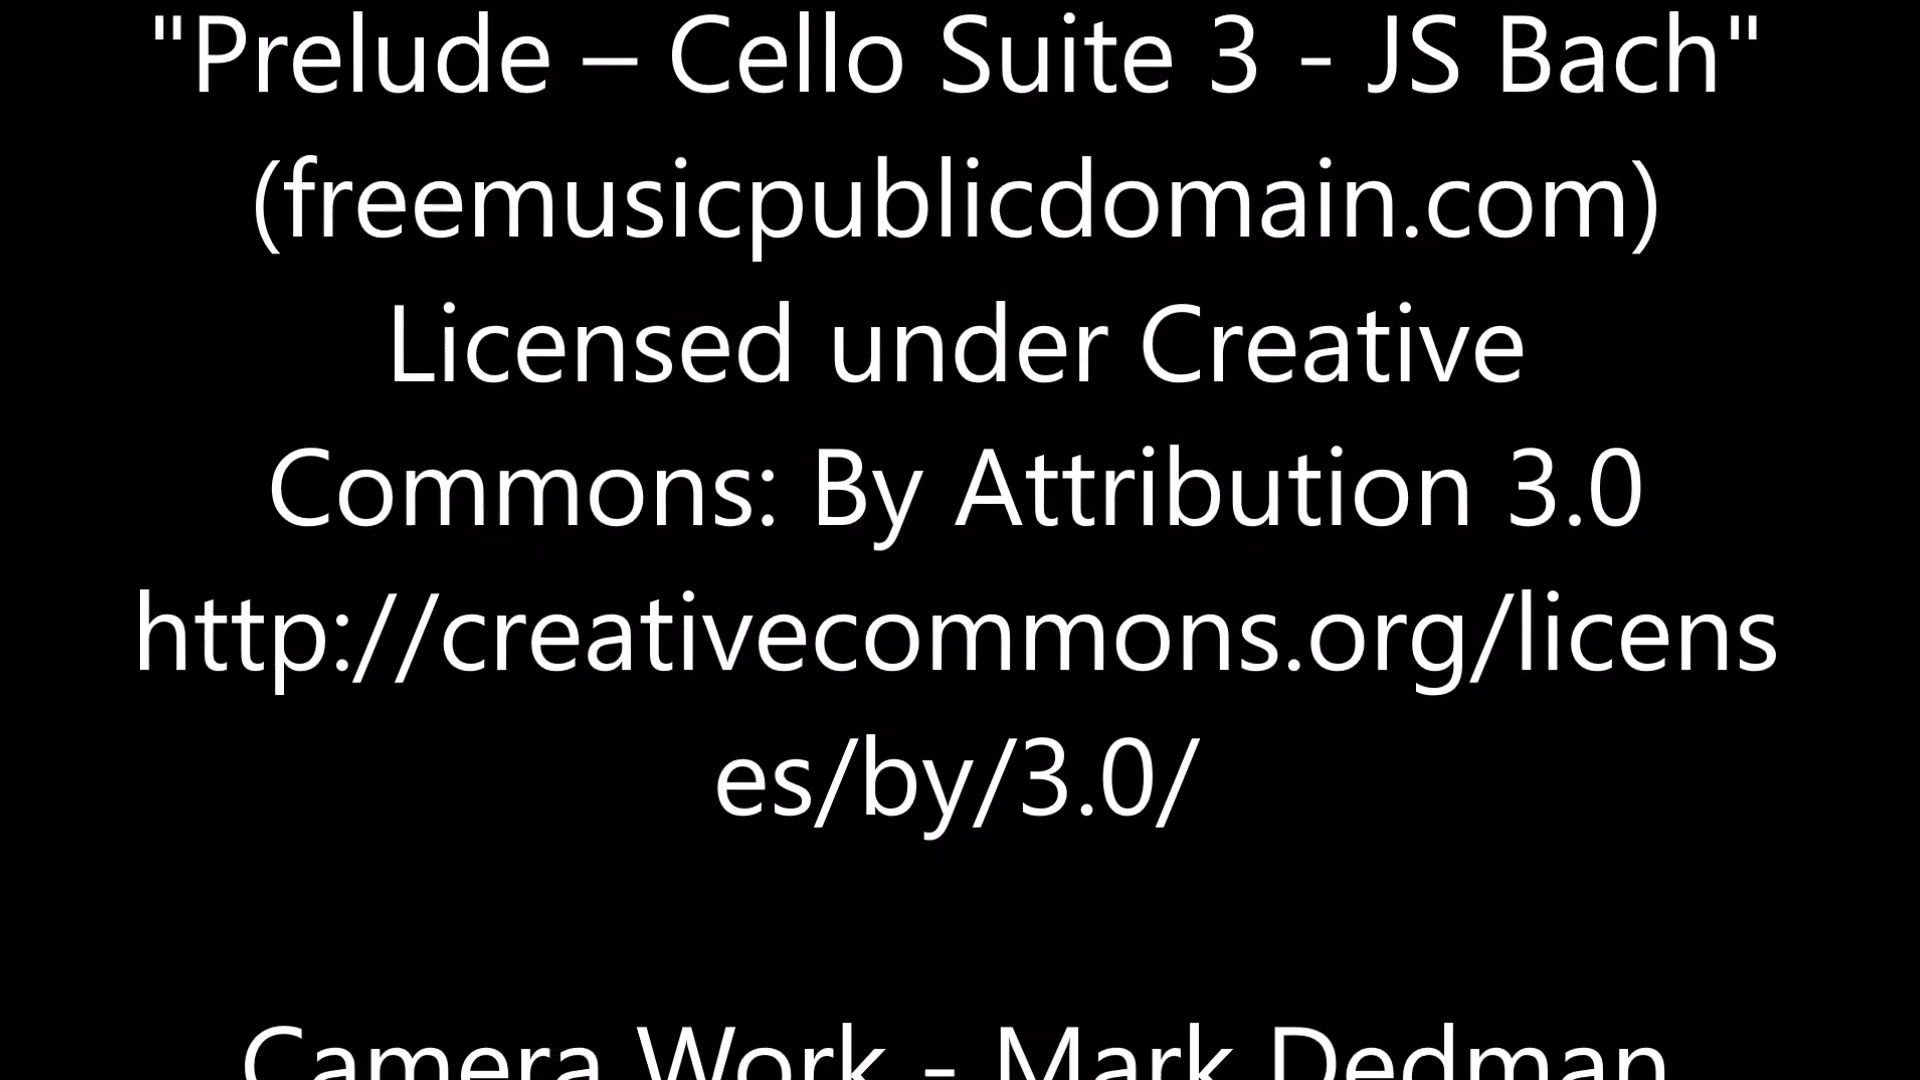 "Prelude – Cello Suite 3 - JS Bach"
(freemusicpublicdomain.com)
Licensed under Creative
Commons: By Attribution 3.0
http://creativecommons.org/licens
es/by/3.0/
Camera Work - Mark Dedman